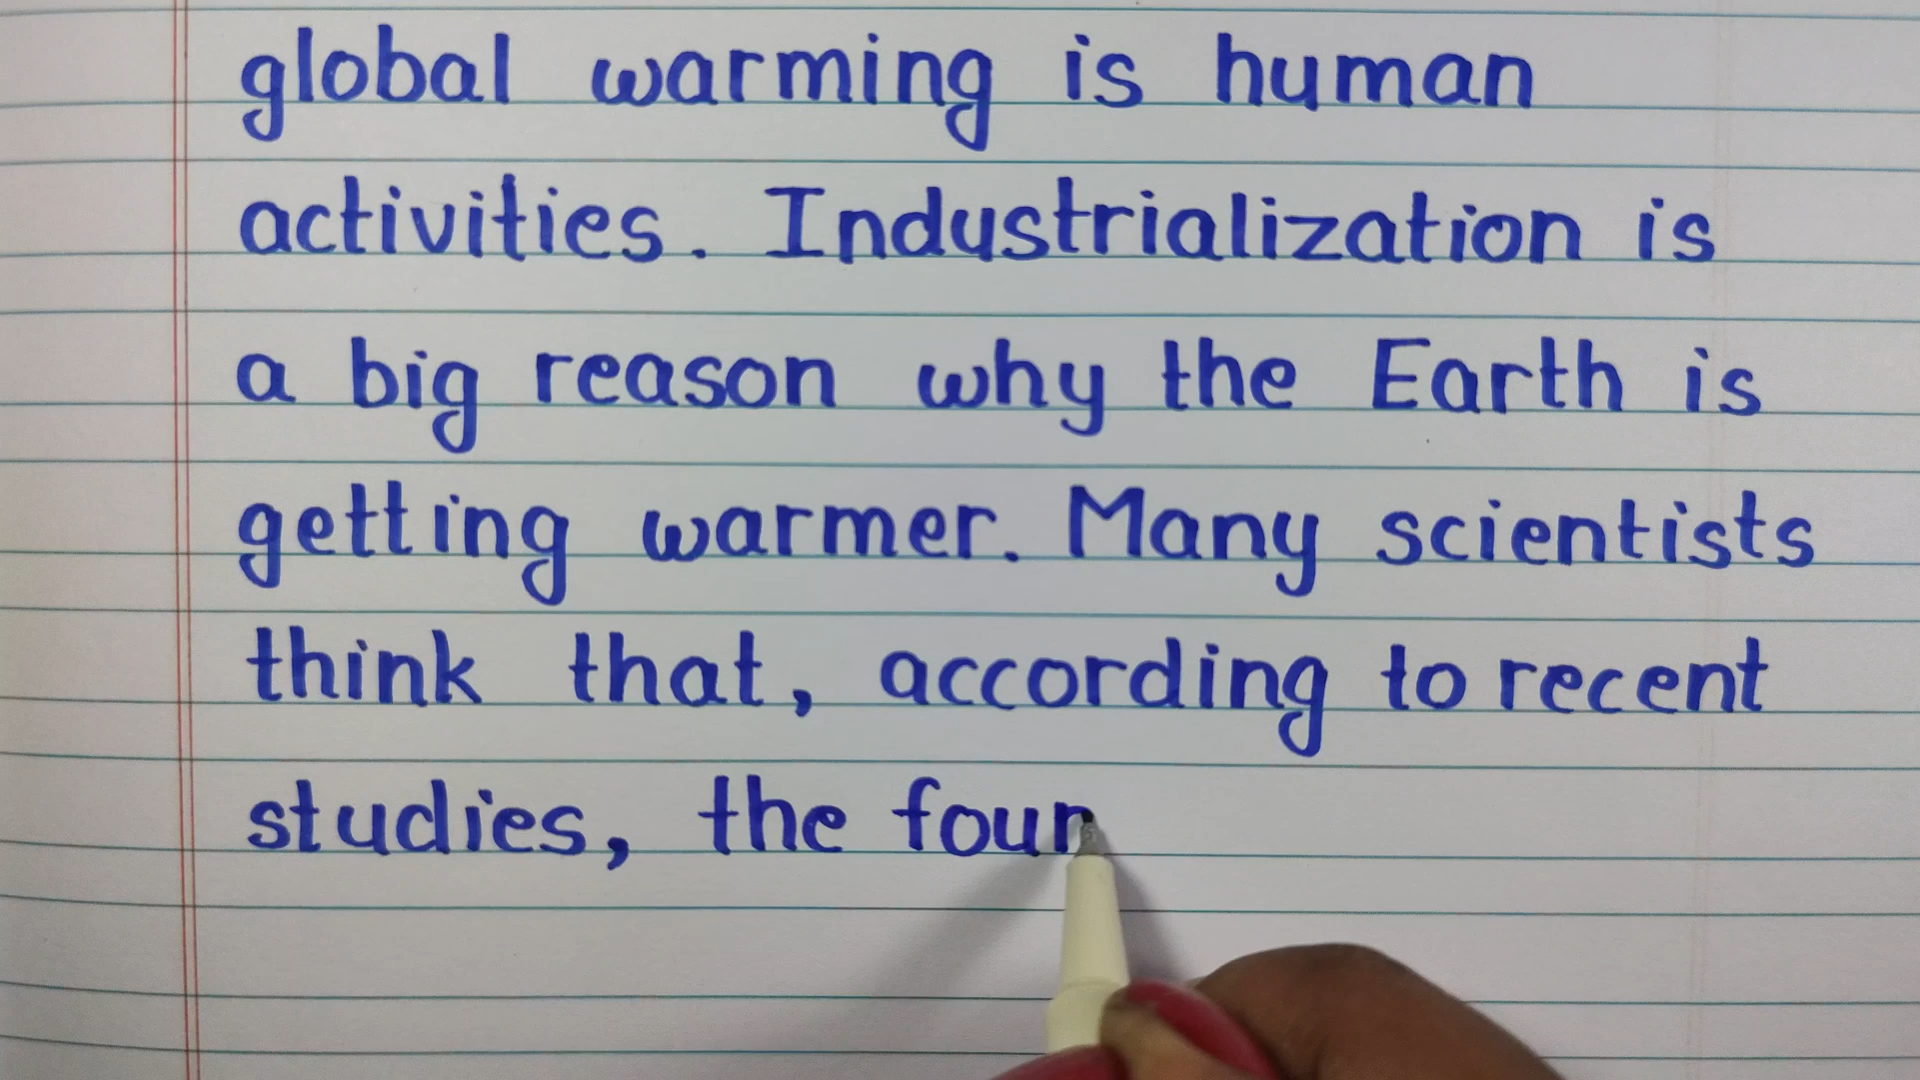 global warming is human
activities. Industrialization is
a big reason why the Earth is
getting warmer. Many scientists
think that, according to recent
studies, the four